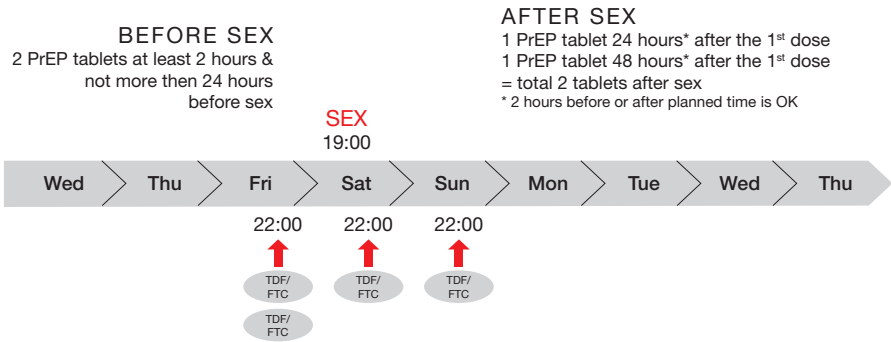 BEFORE SEX
2 PrEP tablets at least 2 hours &
not more then 24 hours
before sex
AFTER SEX
1 PrEP tablet 24 hours* after the 1st dose
1 PrEP tablet 48 hours* after the 1st dose
= total 2 tablets after sex
* 2 hours before or after planned time is OK
SEX
19:00
Wed Thu Fri Sat Sun Mon Tue Wed Thu
22:00 22:00 22:00
TDF/ TDF/ TDF/
FTC FTC FTC
TDF/
FTC